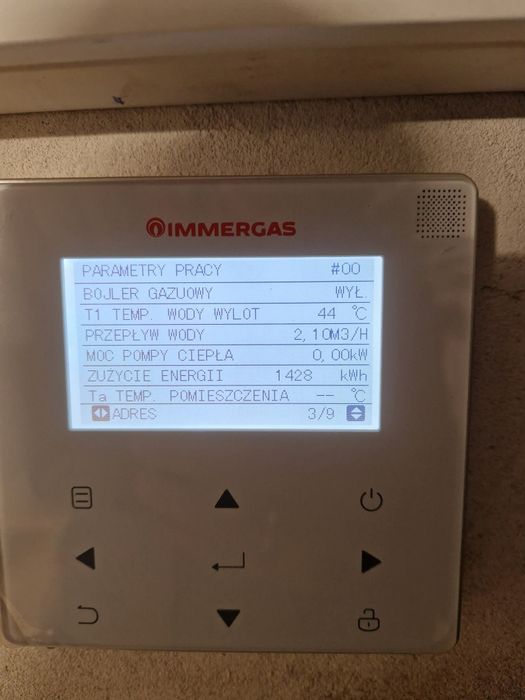 IMMERGAS
PARAMETRY PRACY #00
BOJLER GAZUOWY WYŁ.
T1 TEMP. WODY WYLOT 44 °C
PRZEPŁYW WODY 2,10M3/H
MOC POMPY CIEPŁA 0,00kW
ZUŻYCIE ENERGII 1428 kWh
Ta TEMP. POMIESZCZENIA -- °C
ADRES 3/9